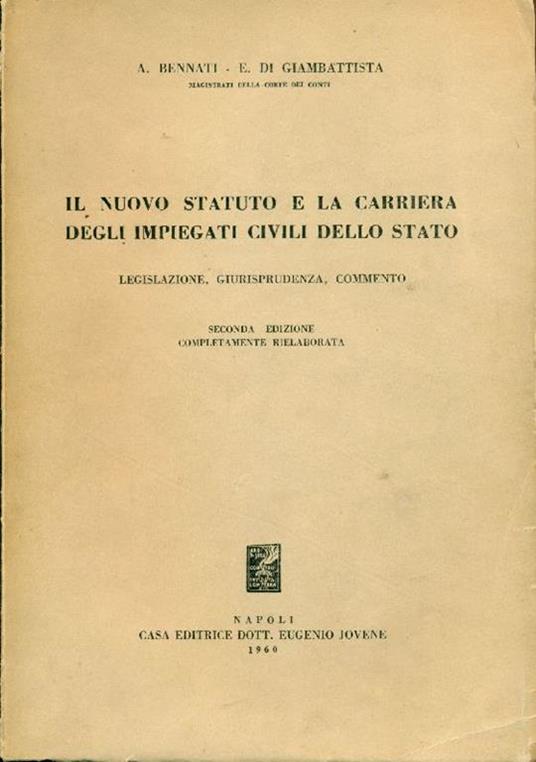 A. BENNATI - E. DI GIAMBATTISTA
MAGISTRATI DELLA CORTE DEI CONTI
IL NUOVO STATUTO E LA CARRIERA
DEGLI IMPIEGATI CIVILI DELLO STATO
LEGISLAZIONE, GIURISPRUDENZA, COMMENTO
SECONDA EDIZIONE
COMPLETAMENTE RIELABORATA
NAPOLI
CASA EDITRICE DOTT. EUGENIO JOVENE
1960